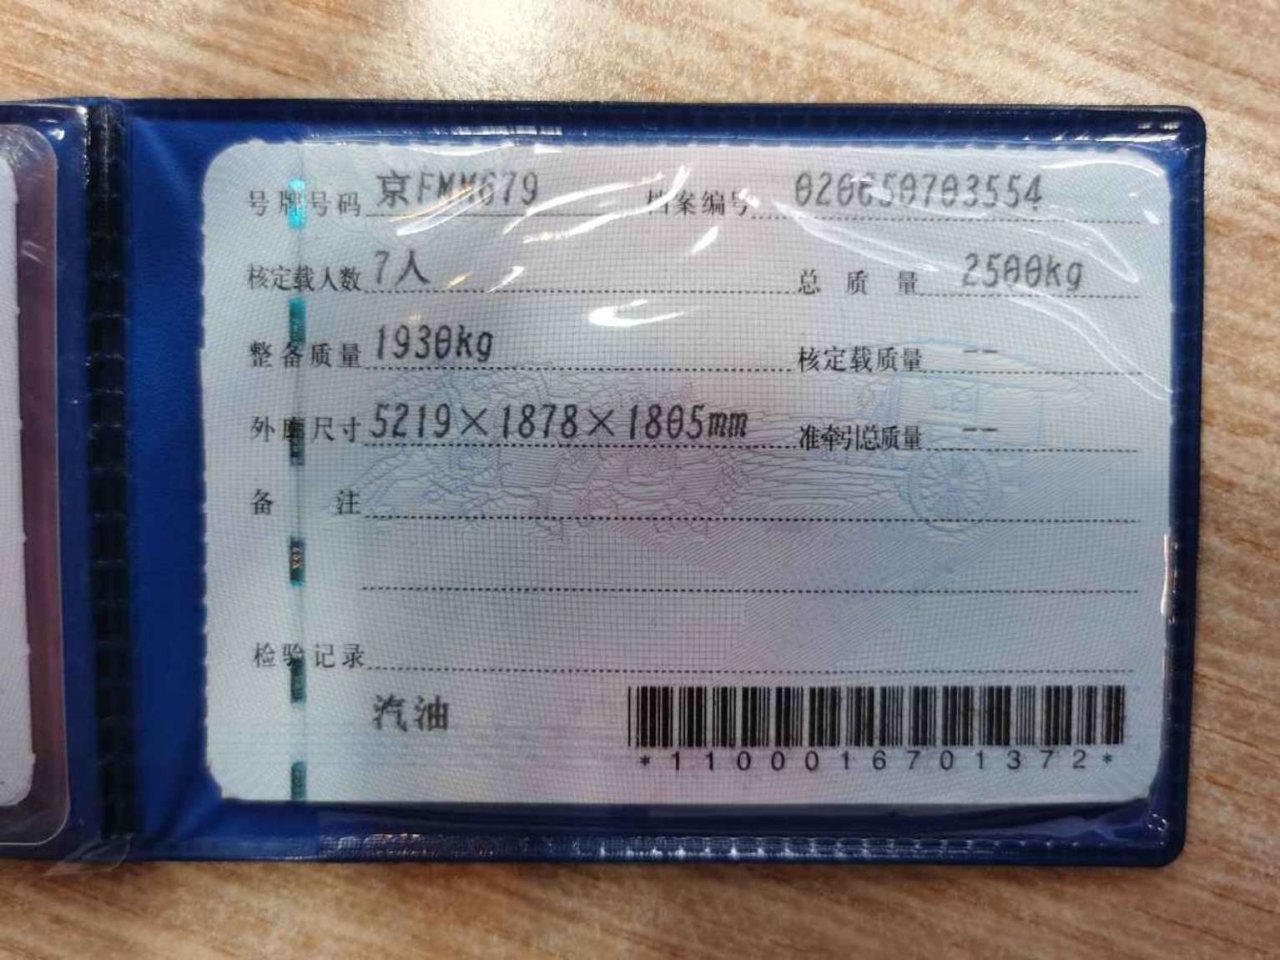 号牌号码 京FMM679 档案编号 020650703554
核定载人数 7人 总质量 2500kg
整备质量 1930kg 核定载质量 --
外廓尺寸 5219×1878×1805mm 准牵引总质量 --
备注
检验记录
汽油
*1100016701372*